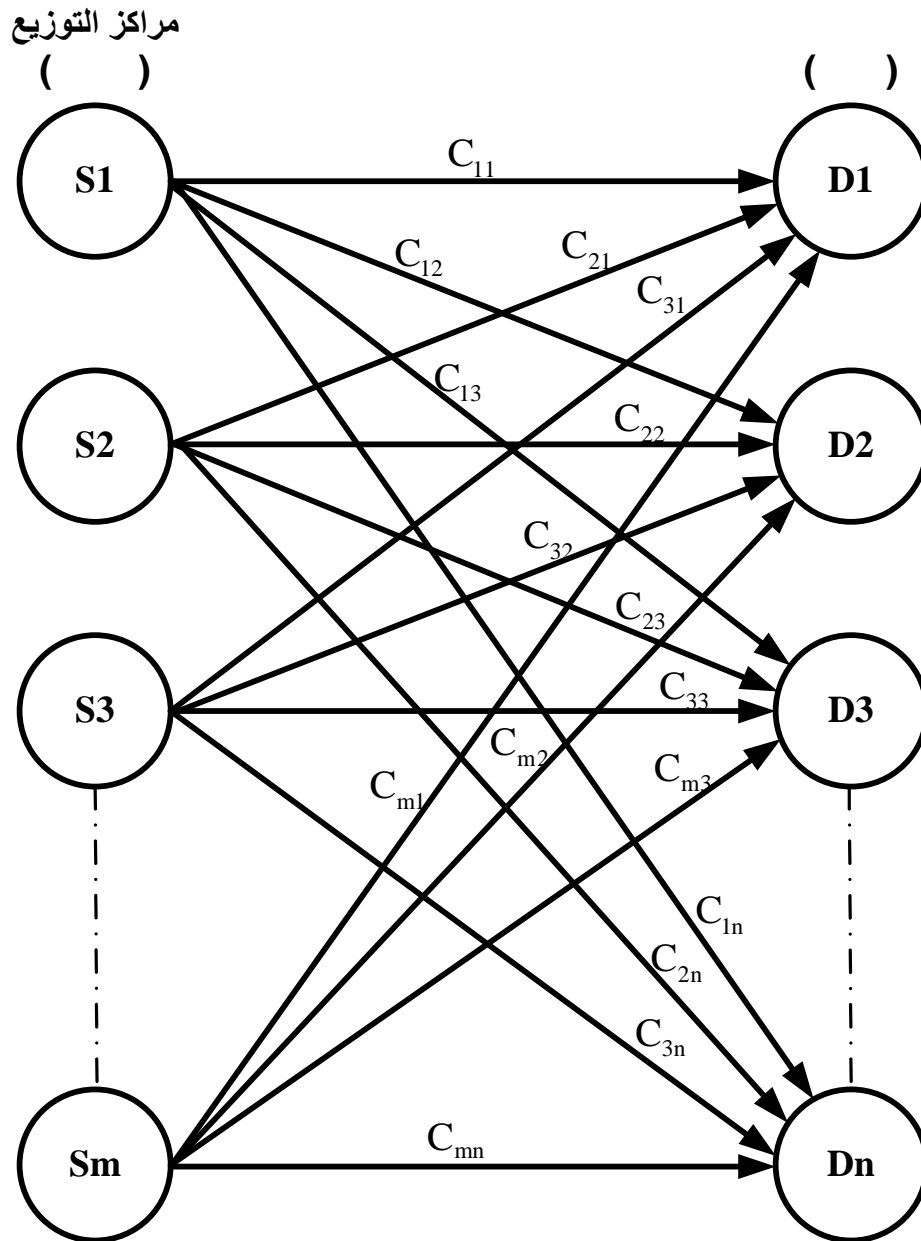 مراكز التوزيع
( ) ( )
S1 C11 D1
C12 C21
C31
C13
S2 C22 D2
C32
C23
S3 C33 D3
Cm2 Cm3
Cm1
C1n
C2n
C3n
Sm Cmn Dn